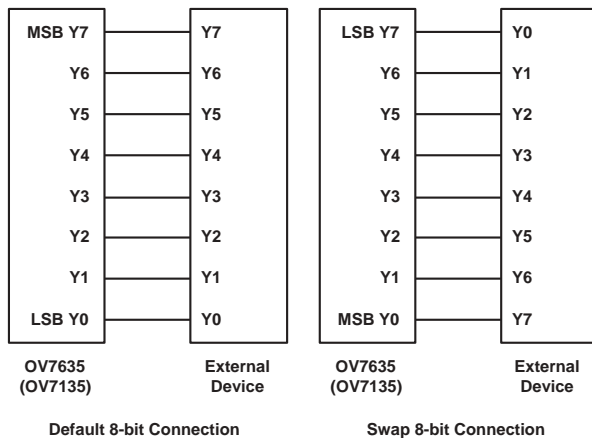 MSB Y7 Y7
Y6 Y6
Y5 Y5
Y4 Y4
Y3 Y3
Y2 Y2
Y1 Y1
LSB Y0 Y0
OV7635
(OV7135)
External
Device
Default 8-bit Connection
LSB Y7 Y0
Y6 Y1
Y5 Y2
Y4 Y3
Y3 Y4
Y2 Y5
Y1 Y6
MSB Y0 Y7
OV7635
(OV7135)
External
Device
Swap 8-bit Connection